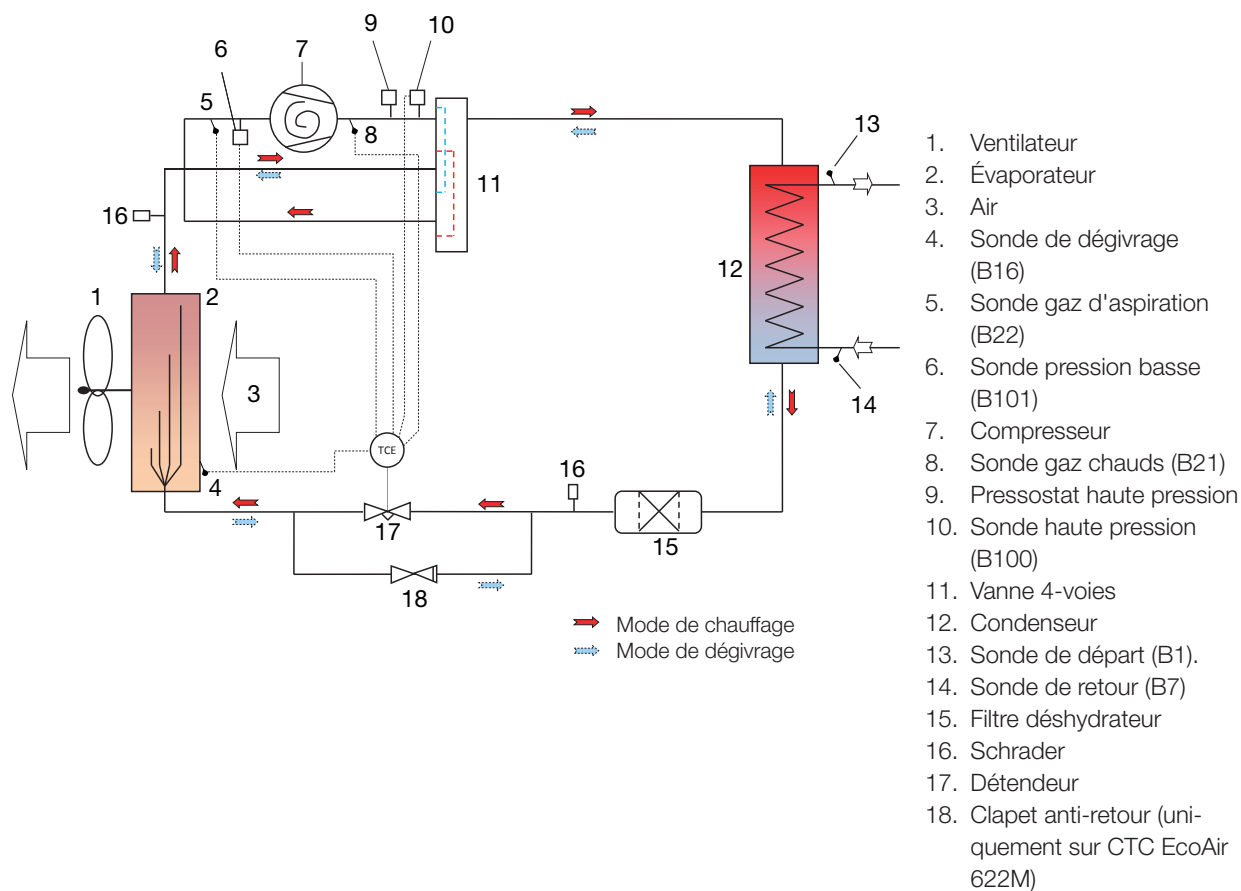 9
10
6
7
5
8
11
13
16
12
1
2
3
14
TCE
4
16
17
15
18
Mode de chauffage
Mode de dégivrage
1. Ventilateur
2. Évaporateur
3. Air
4. Sonde de dégivrage
(B16)
5. Sonde gaz d'aspiration
(B22)
6. Sonde pression basse
(B101)
7. Compresseur
8. Sonde gaz chauds (B21)
9. Pressostat haute pression
10. Sonde haute pression
(B100)
11. Vanne 4-voies
12. Condenseur
13. Sonde de départ (B1).
14. Sonde de retour (B7)
15. Filtre déshydrateur
16. Schrader
17. Détendeur
18. Clapet anti-retour (uni-
quement sur CTC EcoAir
622M)